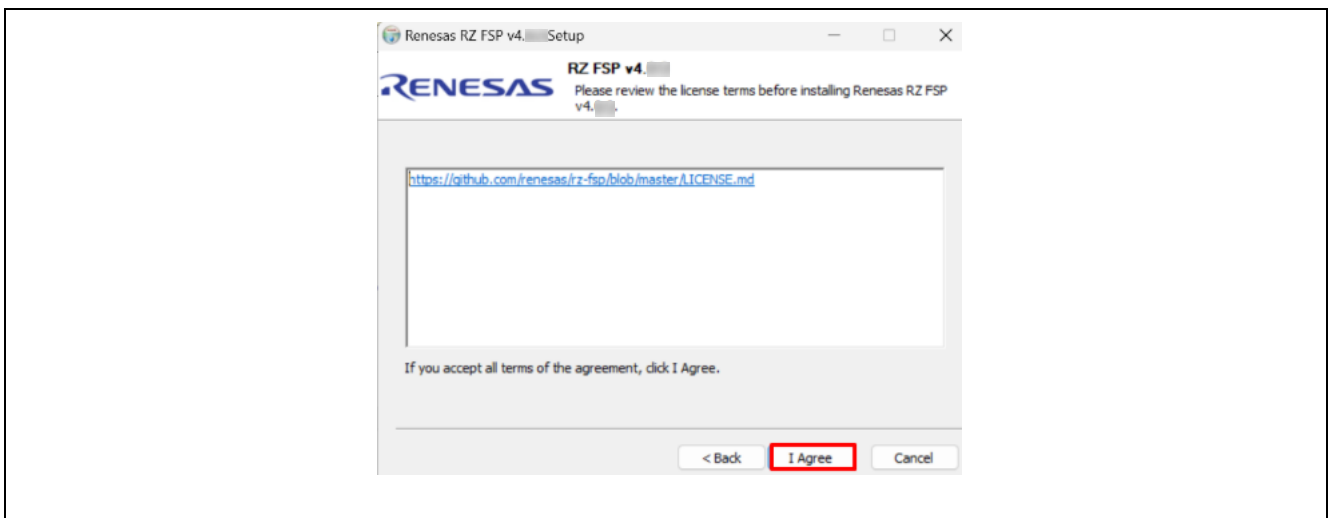 Renesas RZ FSP v4. Setup
RENESAS
RZ FSP v4.
Please review the license terms before installing Renesas RZ FSP
v4. .
https://github.com/renesas/rz-fsp/blob/master/LICENSE.md
If you accept all terms of the agreement, click I Agree.
< Back I Agree Cancel